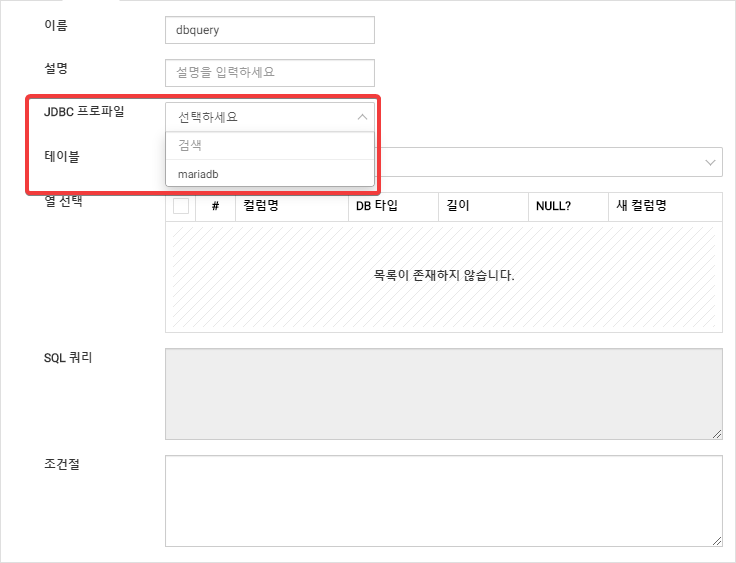 이름
dbquery
설명
설명을 입력하세요
JDBC 프로파일
선택하세요
검색
테이블
mariadb
열 선택
# 컬럼명 DB 타입 길이 NULL? 새 컬럼명
목록이 존재하지 않습니다.
SQL 쿼리
조건절